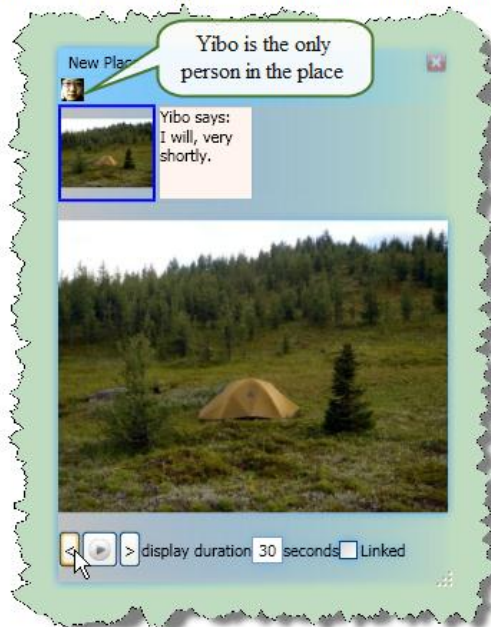 Yibo is the only
person in the place
New Plac
Yibo says:
I will, very
shortly.
< > display duration 30 seconds Linked